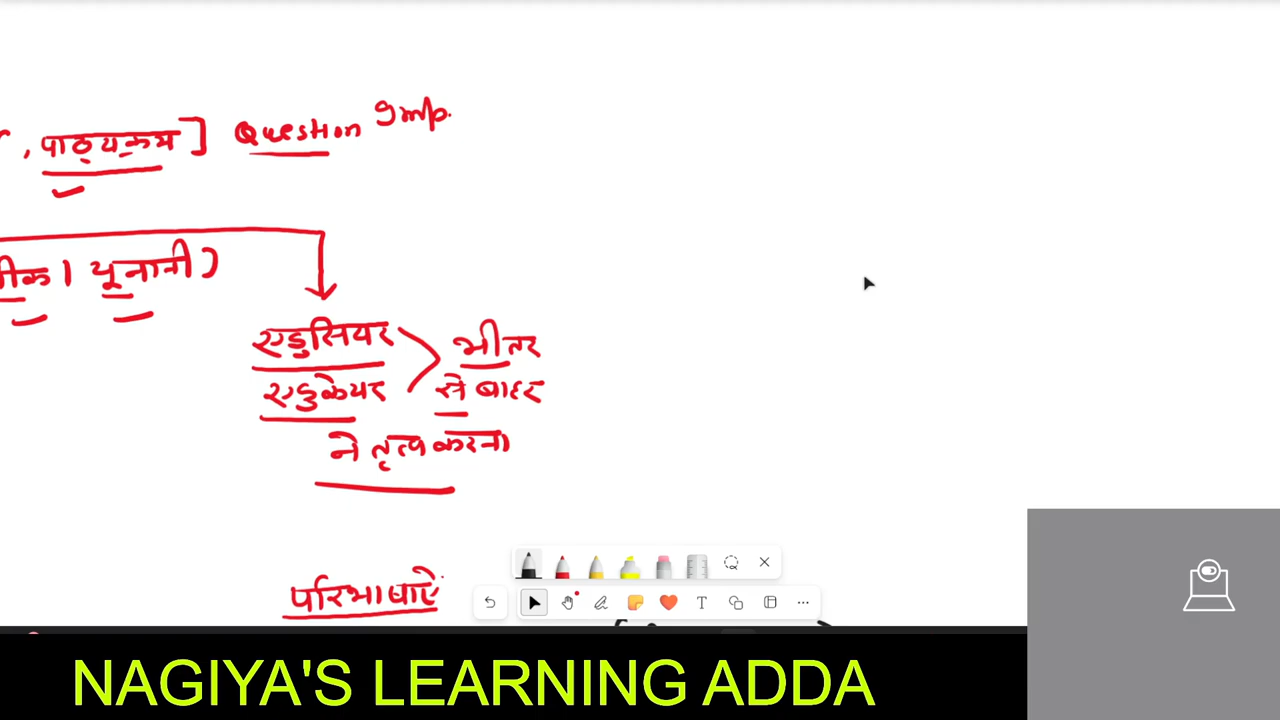 , पाठ्यक्रम ] Question Imp.
यूनानी )
एडुसियर
भीतर
एडुकेयर
से बाहर
नेतृत्व करना
परिभाषाऐं
NAGIYA'S LEARNING ADDA